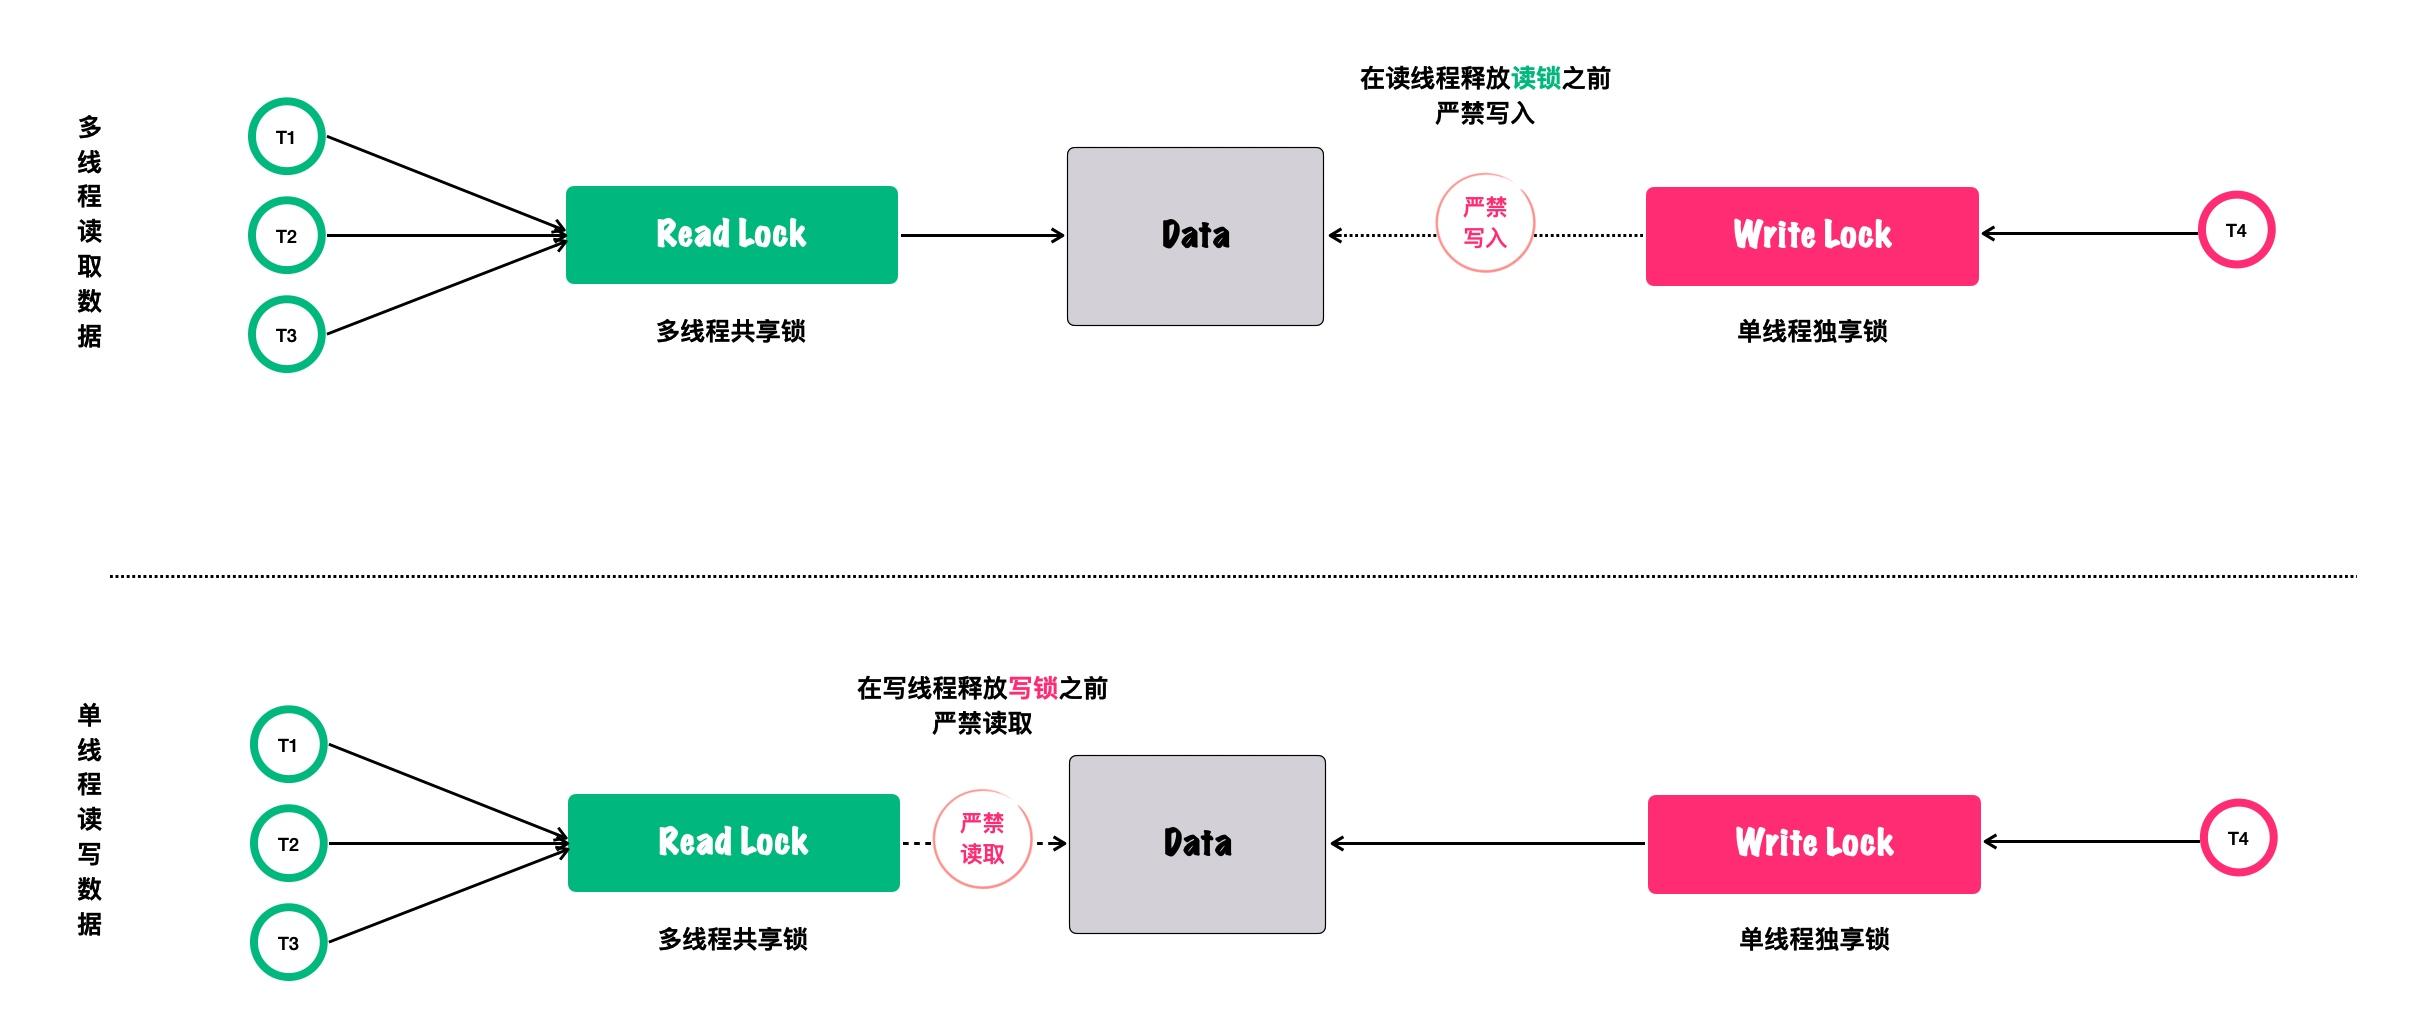 多线程读取数据
在读线程释放读锁之前
严禁写入
T1
T2
T3
Read Lock
多线程共享锁
Data
严禁
写入
Write Lock
单线程独享锁
T4
单线程读写数据
在写线程释放写锁之前
严禁读取
T1
T2
T3
Read Lock
多线程共享锁
严禁
读取
Data
Write Lock
单线程独享锁
T4